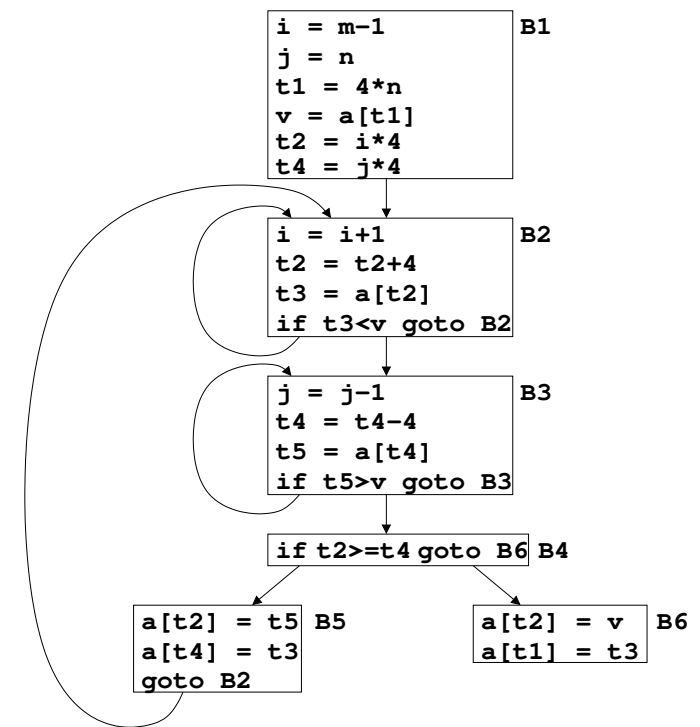 i = m-1 B1
j = n
t1 = 4*n
v = a[t1]
t2 = i*4
t4 = j*4
i = i+1 B2
t2 = t2+4
t3 = a[t2]
if t3<v goto B2
j = j-1 B3
t4 = t4-4
t5 = a[t4]
if t5>v goto B3
if t2>=t4 goto B6 B4
a[t2] = t5 B5
a[t4] = t3
goto B2
a[t2] = v B6
a[t1] = t3